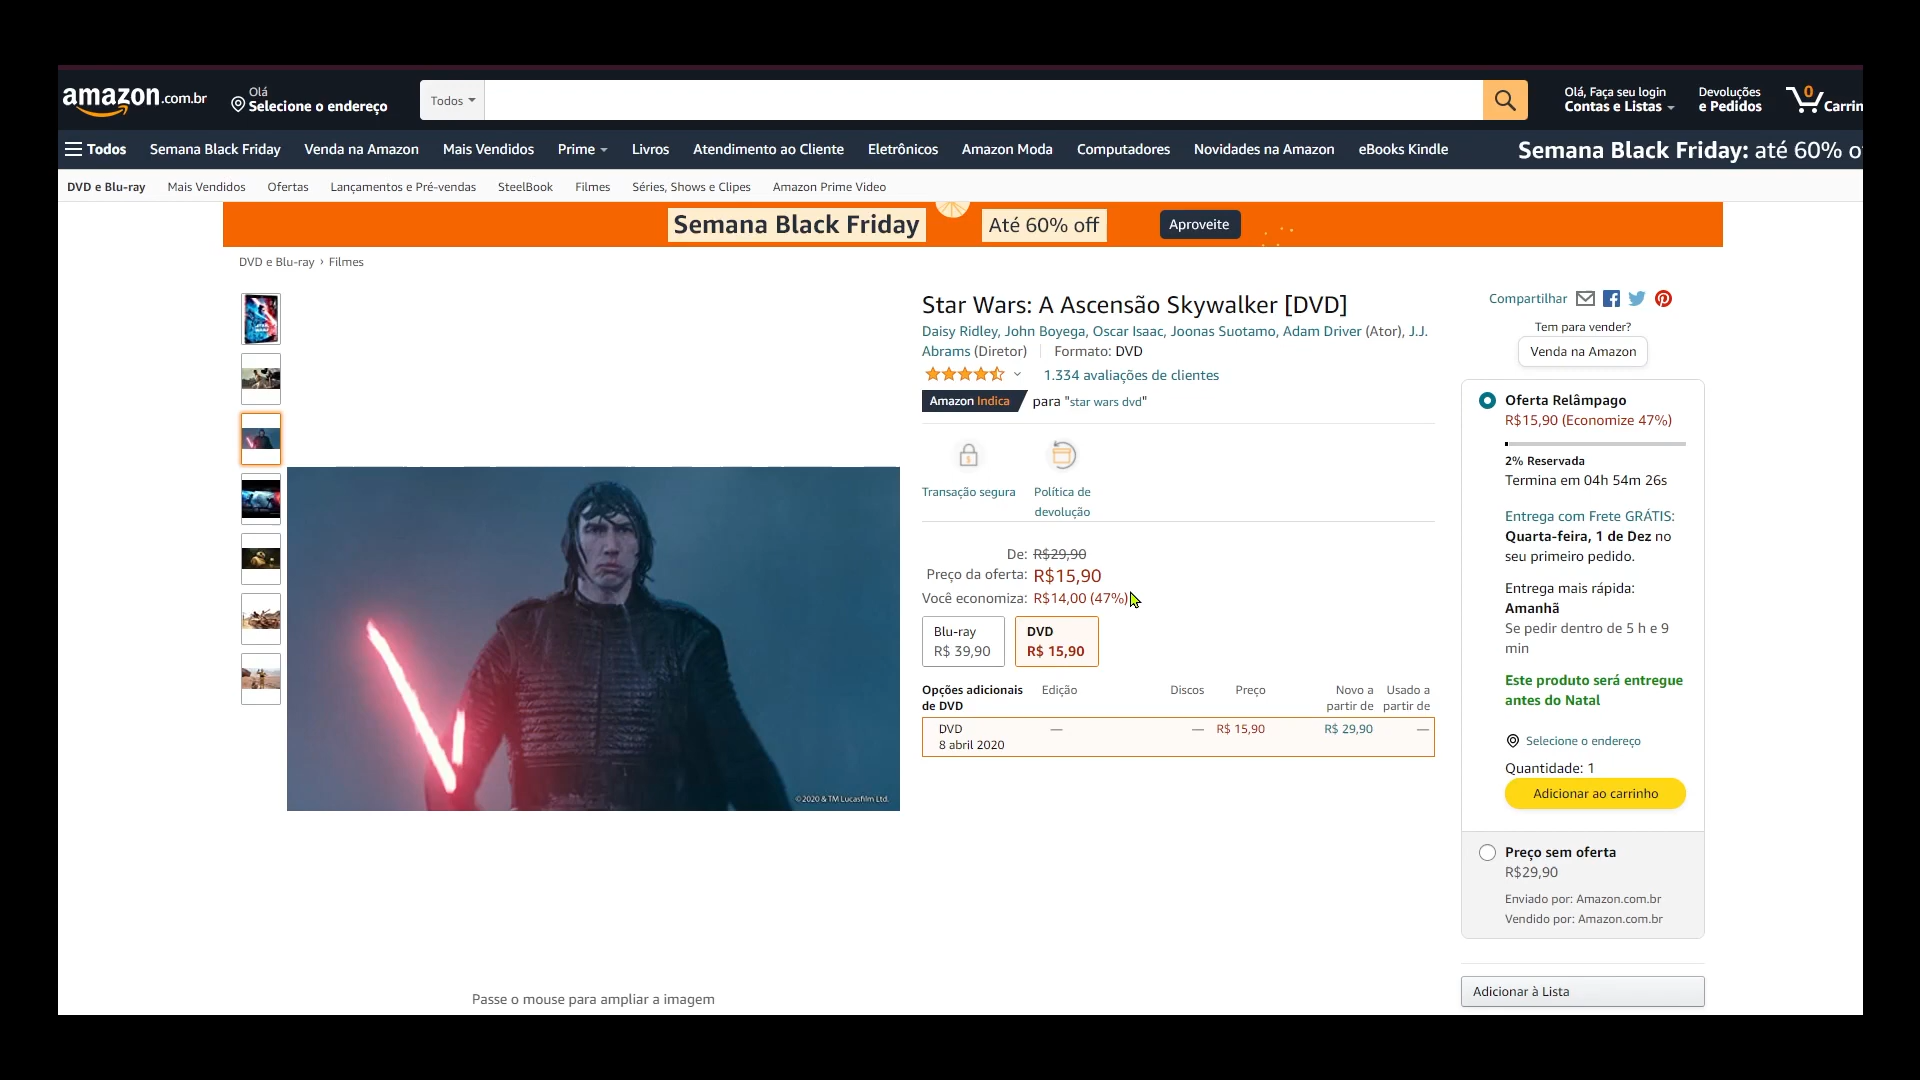 amazon.com.br
Olá
Selecione o endereço
Todos
Olá, Faça seu login
Contas e Listas
Devoluções
e Pedidos
0
Todos
Semana Black Friday
Venda na Amazon
Mais Vendidos
Prime
Livros
Atendimento ao Cliente
Eletrônicos
Amazon Moda
Computadores
Novidades na Amazon
eBooks Kindle
Semana Black Friday: até 60% o
DVD e Blu-ray
Mais Vendidos
Ofertas
Lançamentos e Pré-vendas
SteelBook
Filmes
Séries, Shows e Clipes
Amazon Prime Video
Semana Black Friday
Até 60% off
Aproveite
DVD e Blu-ray › Filmes
Star Wars: A Ascensão Skywalker [DVD]
Daisy Ridley, John Boyega, Oscar Isaac, Joonas Suotamo, Adam Driver (Ator), J.J.
Abrams (Diretor) Formato: DVD
1.334 avaliações de clientes
Amazon Indica para "star wars dvd"
Transação segura
Política de
devolução
De: R$29,90
Preço da oferta: R$15,90
Você economiza: R$14,00 (47%)
Blu-ray
R$ 39,90
DVD
R$ 15,90
Opções adicionais
de DVD
Edição
Discos
Preço
Novo a
partir de
Usado a
partir de
DVD
8 abril 2020
—
—
R$ 15,90
R$ 29,90
—
©2020 & TM Lucasfilm Ltd.
Passe o mouse para ampliar a imagem
Compartilhar
Tem para vender?
Venda na Amazon
Oferta Relâmpago
R$15,90 (Economize 47%)
2% Reservada
Termina em 04h 54m 26s
Entrega com Frete GRÁTIS:
Quarta-feira, 1 de Dez no
seu primeiro pedido.
Entrega mais rápida:
Amanhã
Se pedir dentro de 5 h e 9
min
Este produto será entregue
antes do Natal
Selecione o endereço
Quantidade: 1
Adicionar ao carrinho
Preço sem oferta
R$29,90
Enviado por: Amazon.com.br
Vendido por: Amazon.com.br
Adicionar à Lista